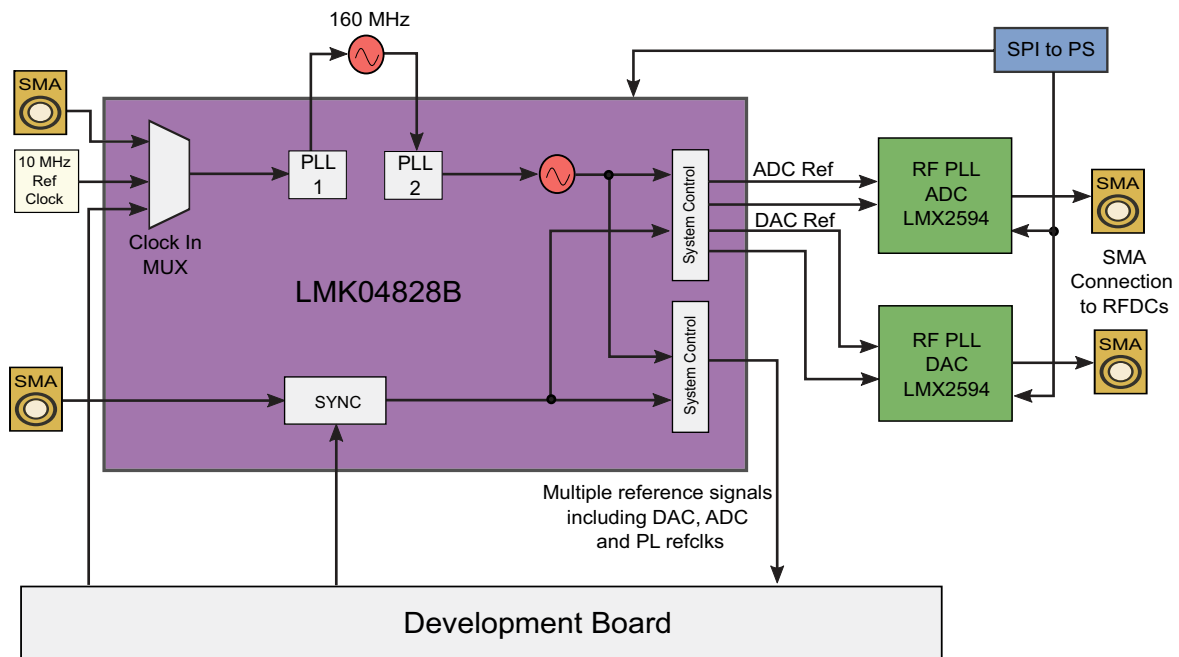 160 MHz
SPI to PS
SMA
10 MHz
Ref
Clock
Clock In
MUX
PLL
1
PLL
2
LMK04828B
System Control
ADC Ref
DAC Ref
RF PLL
ADC
LMX2594
SMA
SMA
Connection
to RFDCs
System Control
RF PLL
DAC
LMX2594
SMA
SMA
SYNC
Multiple reference signals
including DAC, ADC
and PL refclks
Development Board